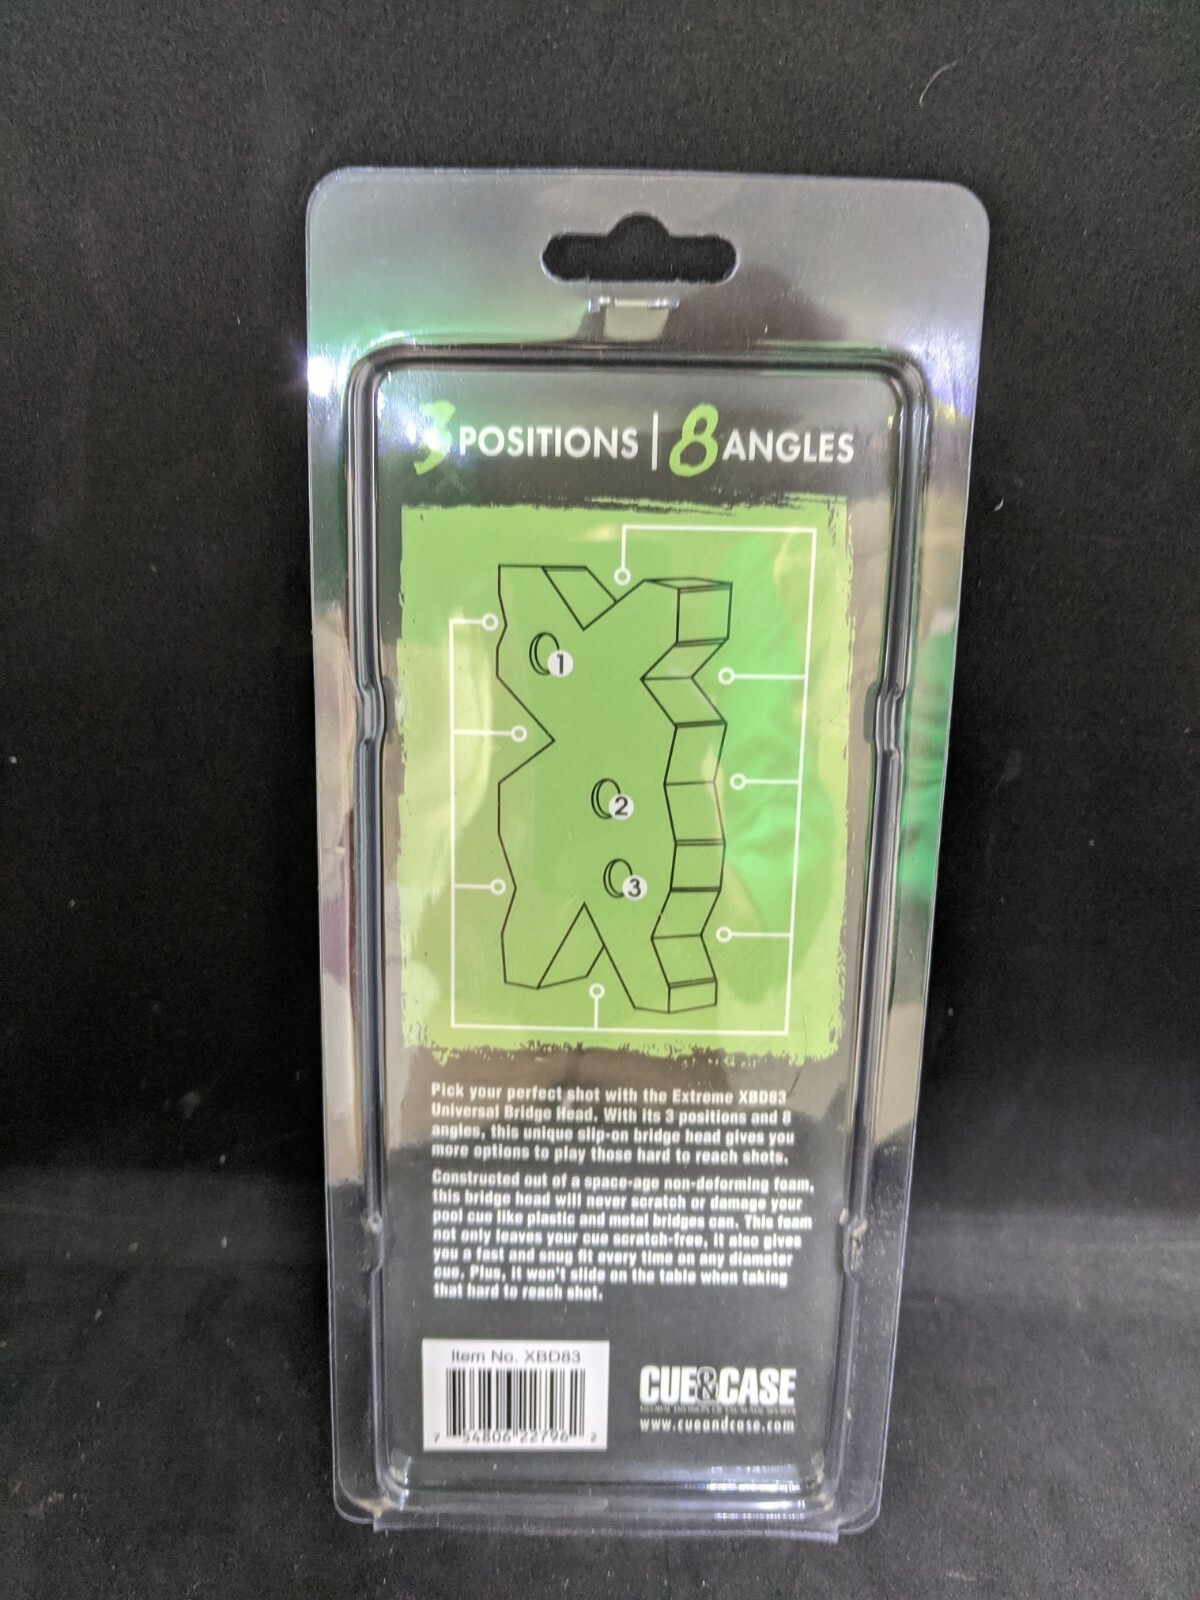 3 POSITIONS | 8 ANGLES
1
2
3
Pick your perfect shot with the Extreme XBD83
Universal Bridge Head. With its 3 positions and 8
angles, this unique slip-on bridge head gives you
more options to play those hard to reach shots.
Constructed out of a space-age non-deforming foam,
this bridge head will never scratch or damage your
pool cue like plastic and metal bridges can. This foam
not only leaves your cue scratch-free, it also gives
you a fast and snug fit every time on any diameter
cue. Plus, it won't slide on the table when taking
that hard to reach shot.
Item No. XBD83
7 54806 22796 2
CUE&CASE
www.cueandcase.com